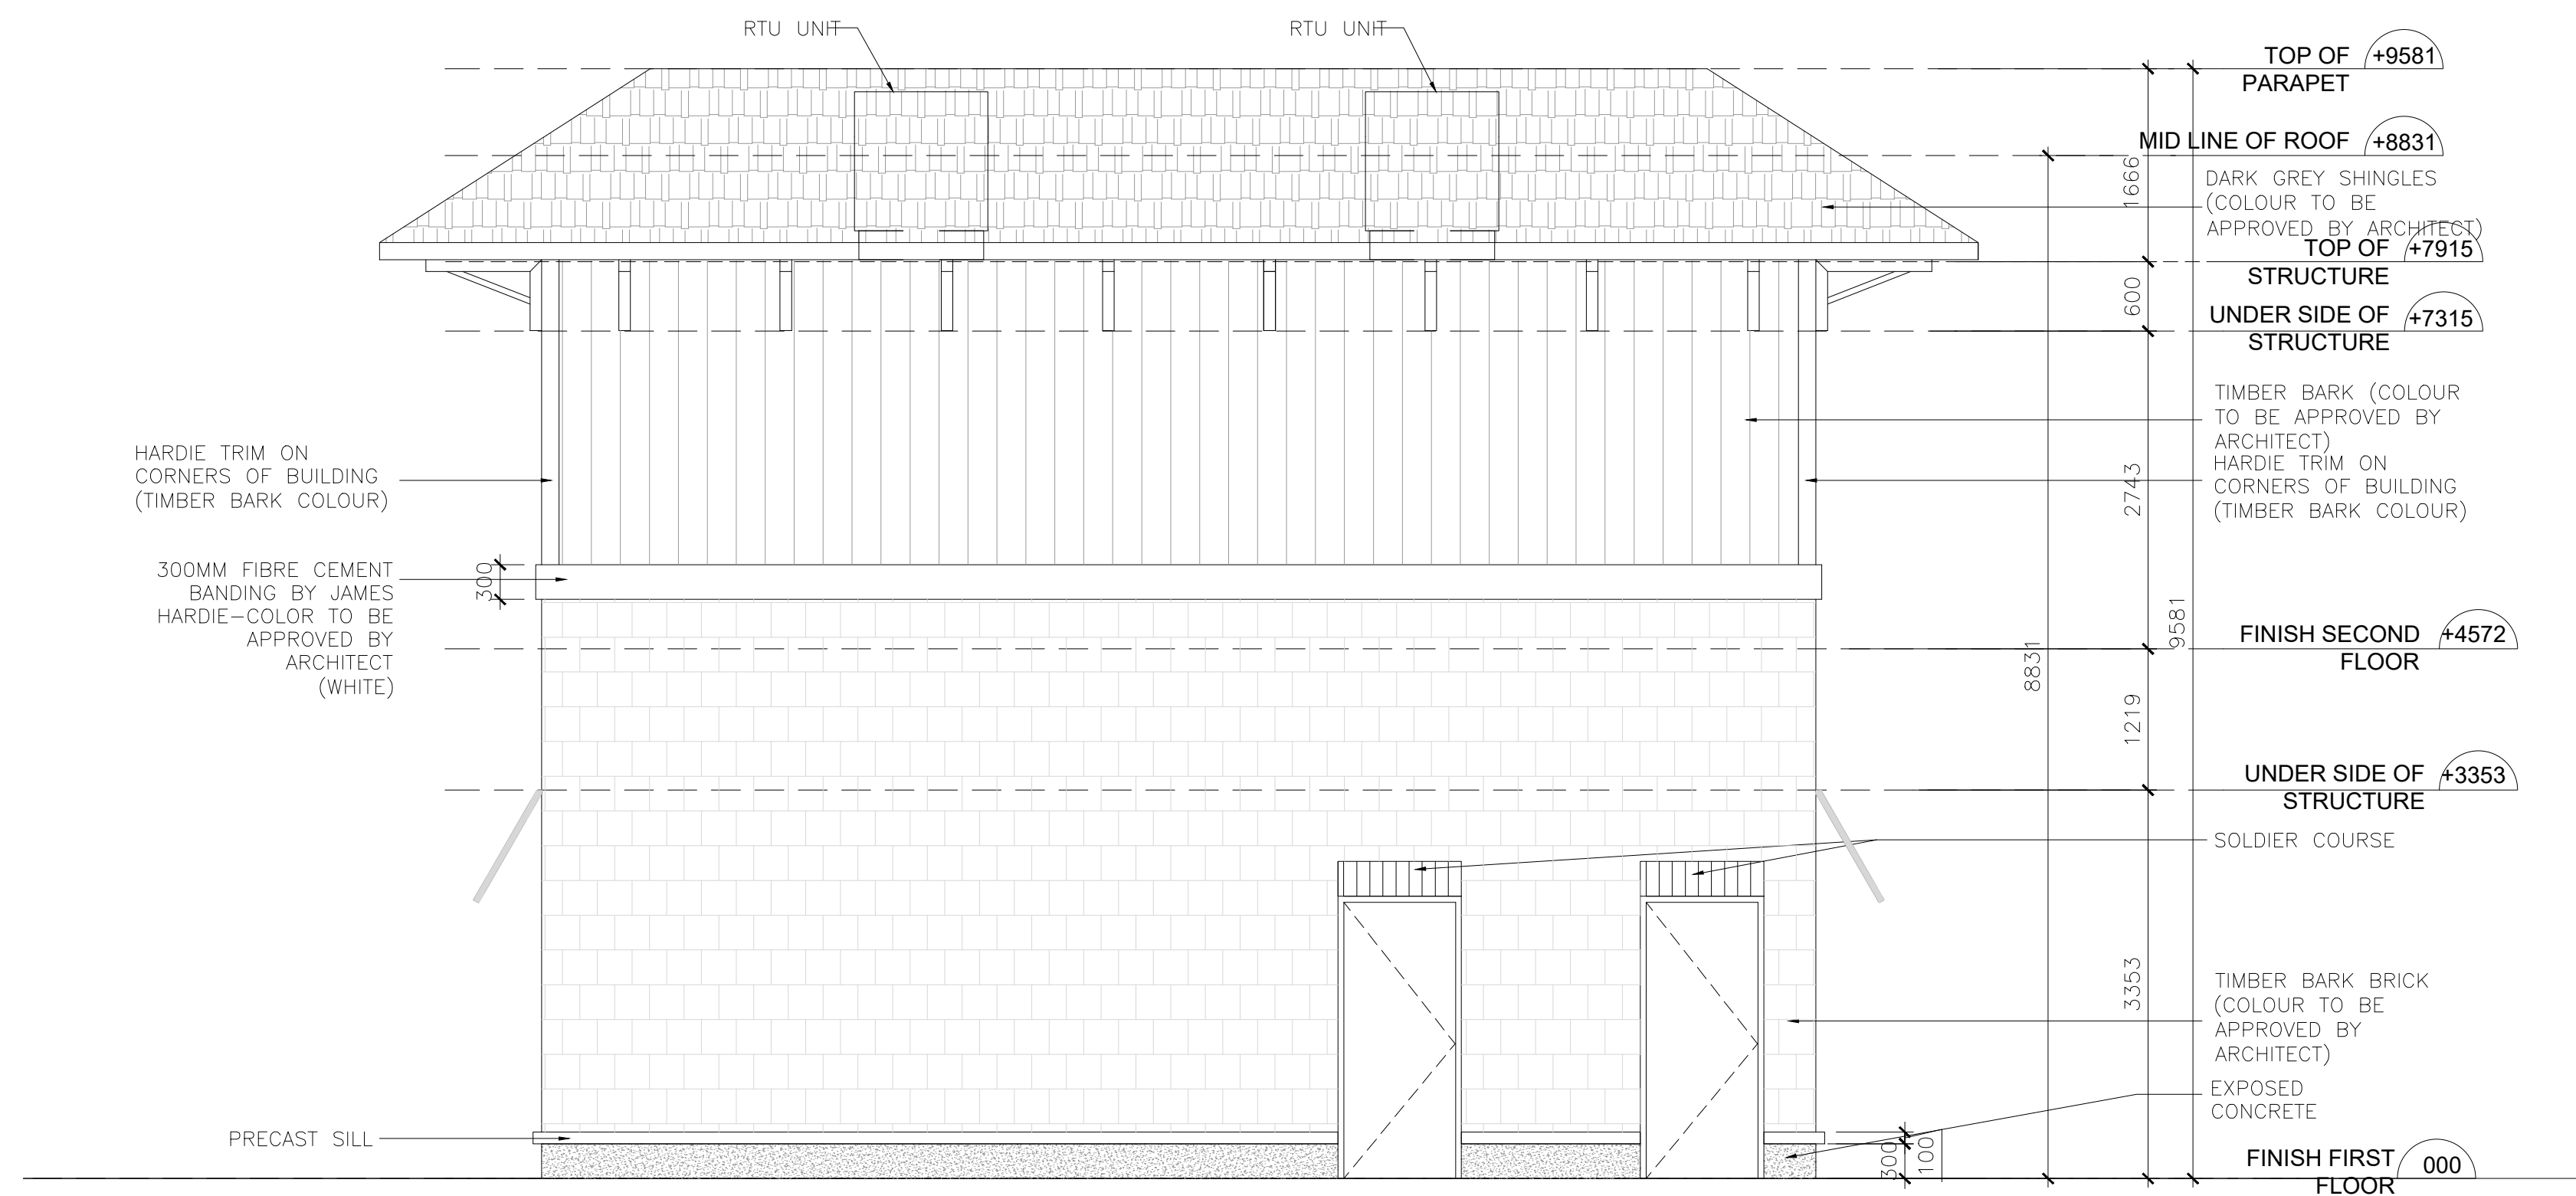 RTU UNIT
RTU UNIT
TOP OF
PARAPET
+9581
MID LINE OF ROOF
+8831
1666
DARK GREY SHINGLES
(COLOUR TO BE
APPROVED BY ARCHITECT)
TOP OF
STRUCTURE
+7915
600
UNDER SIDE OF
STRUCTURE
+7315
TIMBER BARK (COLOUR
TO BE APPROVED BY
ARCHITECT)
HARDIE TRIM ON
CORNERS OF BUILDING
(TIMBER BARK COLOUR)
2743
HARDIE TRIM ON
CORNERS OF BUILDING
(TIMBER BARK COLOUR)
300MM FIBRE CEMENT
BANDING BY JAMES
HARDIE-COLOR TO BE
APPROVED BY
ARCHITECT
(WHITE)
300
9581
8831
FINISH SECOND
FLOOR
+4572
1219
UNDER SIDE OF
STRUCTURE
+3353
SOLDIER COURSE
3353
TIMBER BARK BRICK
(COLOUR TO BE
APPROVED BY
ARCHITECT)
EXPOSED
CONCRETE
PRECAST SILL
300
100
FINISH FIRST
FLOOR
000